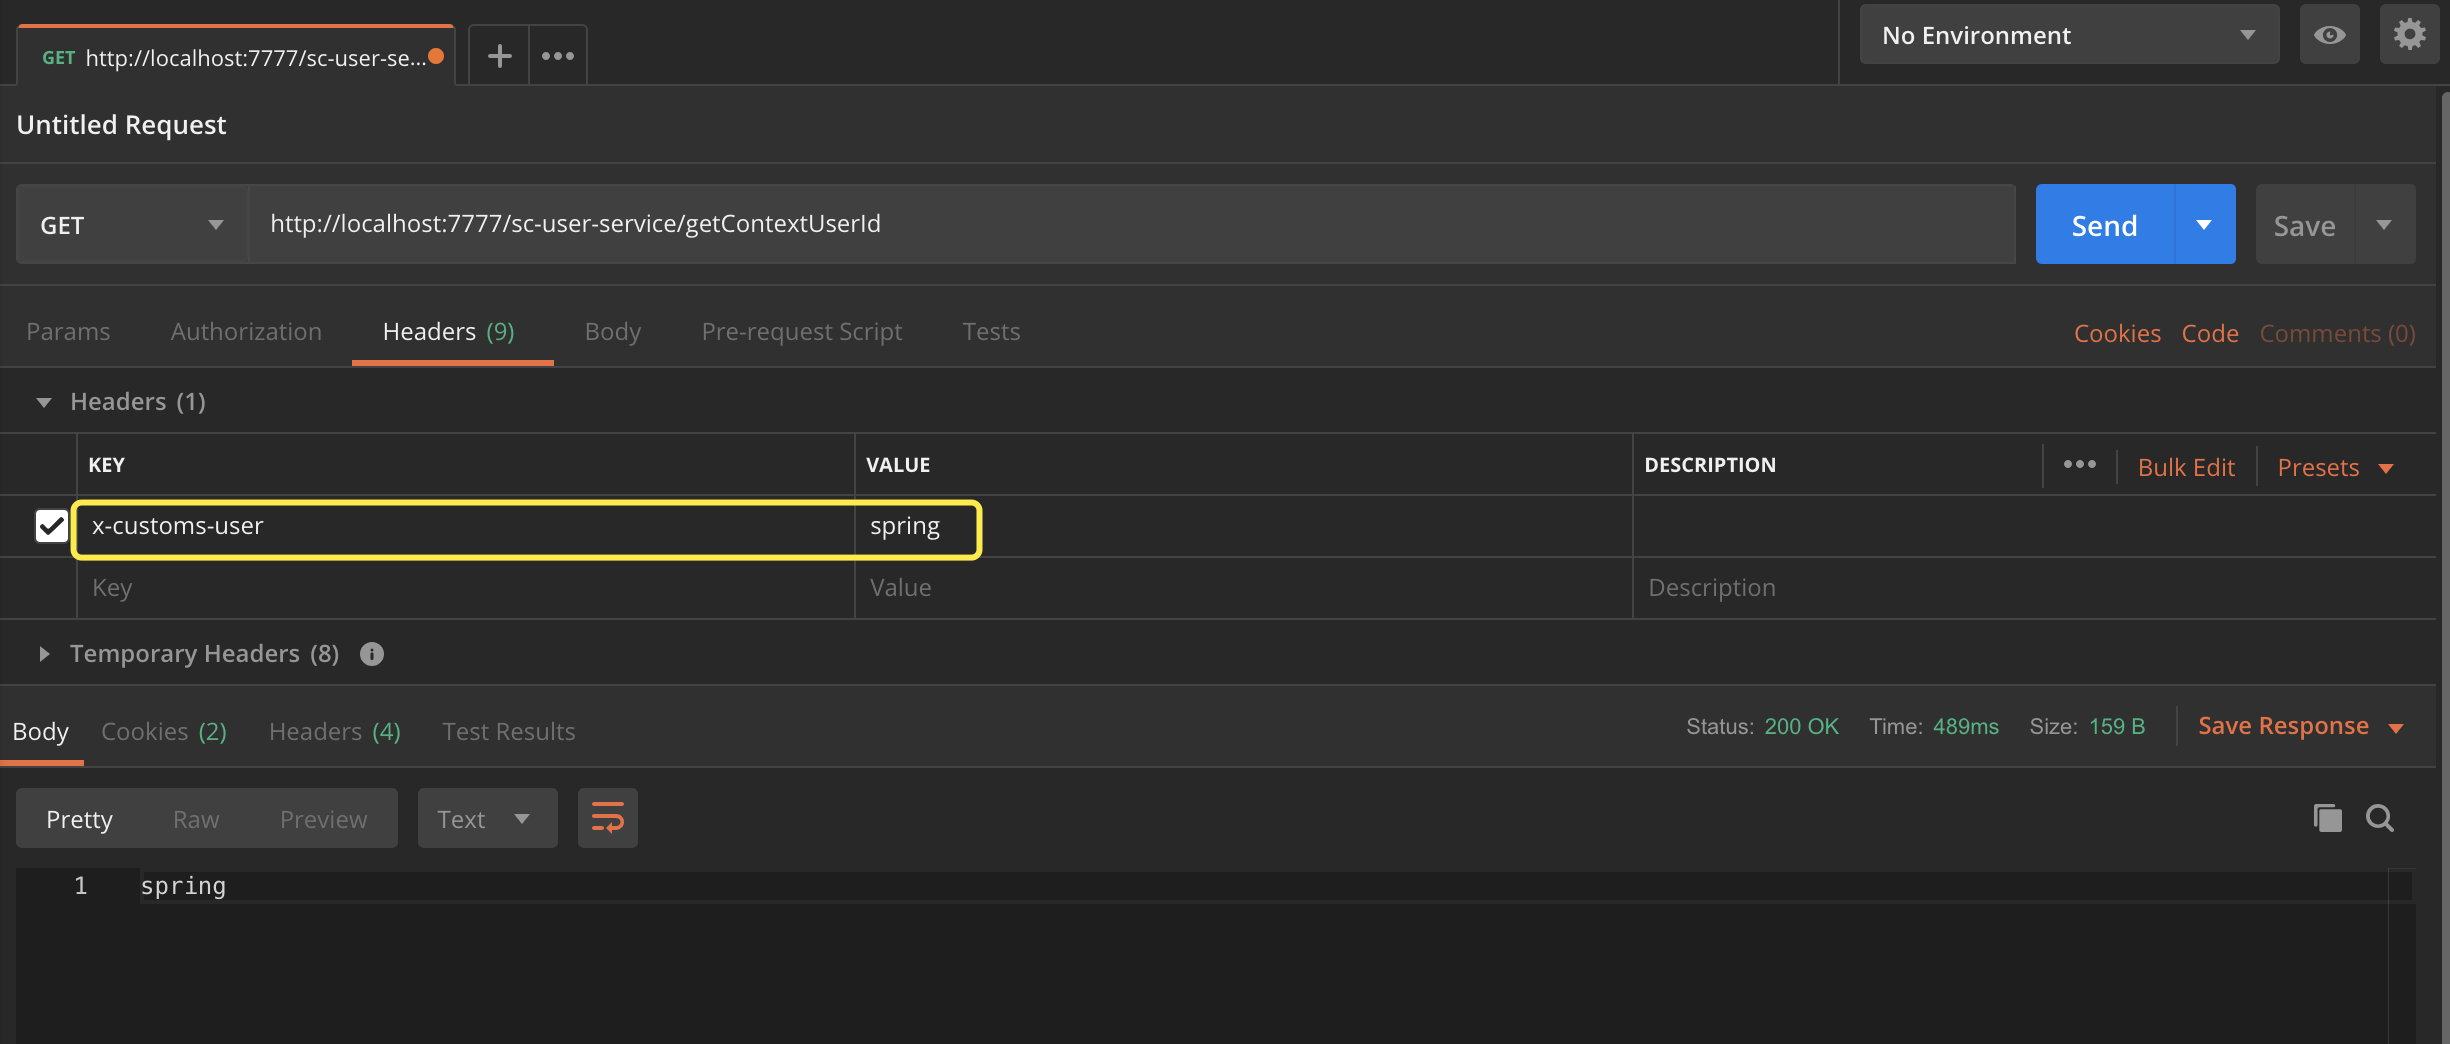 GET http://localhost:7777/sc-user-se...
No Environment
Untitled Request
GET http://localhost:7777/sc-user-service/getContextUserId Send Save
Params Authorization Headers (9) Body Pre-request Script Tests Cookies Code Comments (0)
Headers (1)
KEY VALUE DESCRIPTION Bulk Edit Presets
x-customs-user spring
Key Value Description
Temporary Headers (8)
Body Cookies (2) Headers (4) Test Results Status: 200 OK Time: 489ms Size: 159 B Save Response
Pretty Raw Preview Text
1 spring